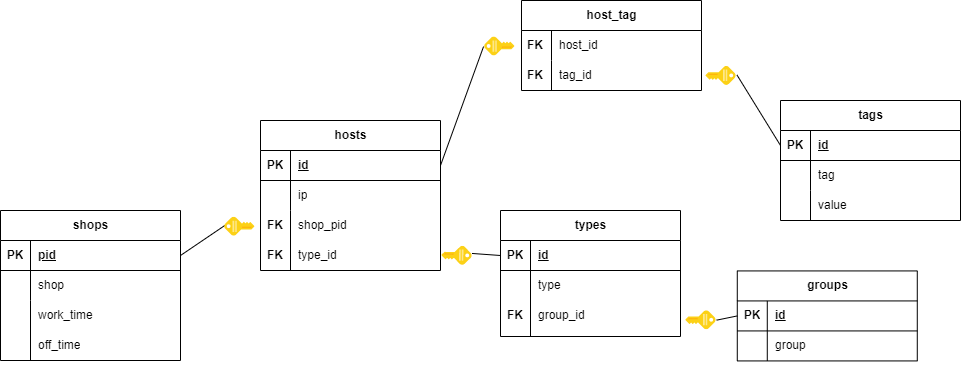 host_tag
FK host_id
FK tag_id
hosts
PK id
ip
FK shop_pid
FK type_id
tags
PK id
tag
value
shops
PK pid
shop
work_time
off_time
types
PK id
type
FK group_id
groups
PK id
group